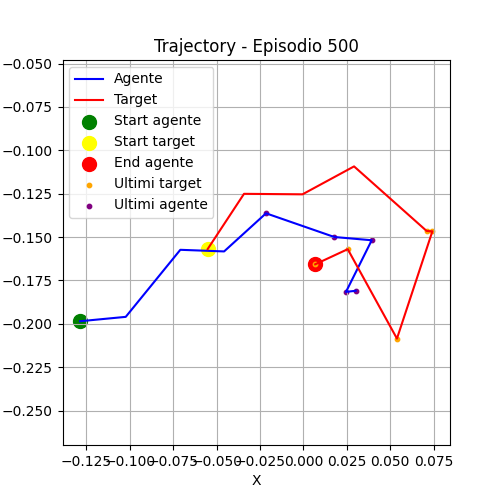 Trajectory - Episodio 500
Agente
Target
Start agente
Start target
End agente
Ultimi target
Ultimi agente
−0.050
−0.075
−0.100
−0.125
−0.150
−0.175
−0.200
−0.225
−0.250
−0.125 −0.100 −0.075 −0.050 −0.025 0.000 0.025 0.050 0.075
X